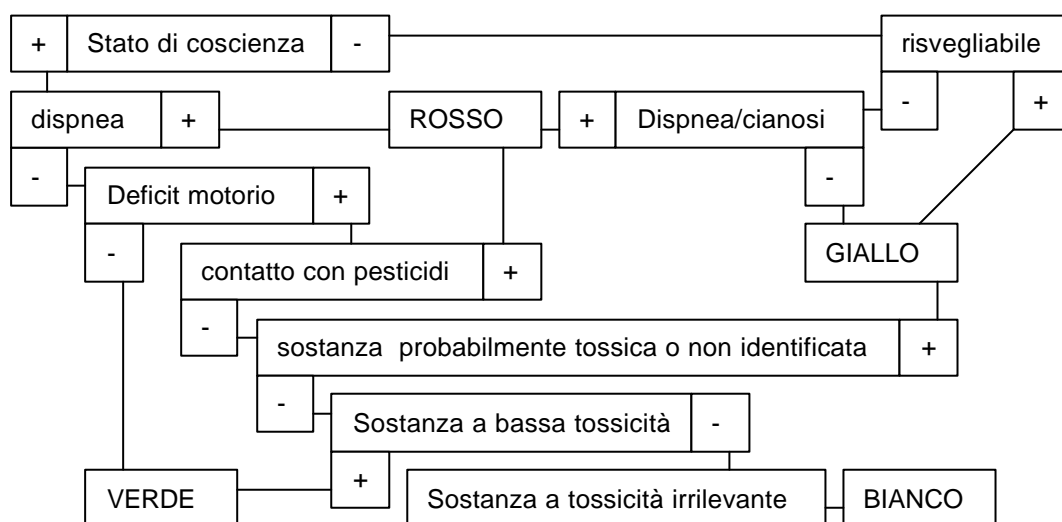 + Stato di coscienza - risvegliabile
dispnea + ROSSO + Dispnea/cianosi - +
- Deficit motorio + -
- contatto con pesticidi + GIALLO
- sostanza probabilmente tossica o non identificata +
- Sostanza a bassa tossicità -
VERDE + Sostanza a tossicità irrilevante BIANCO